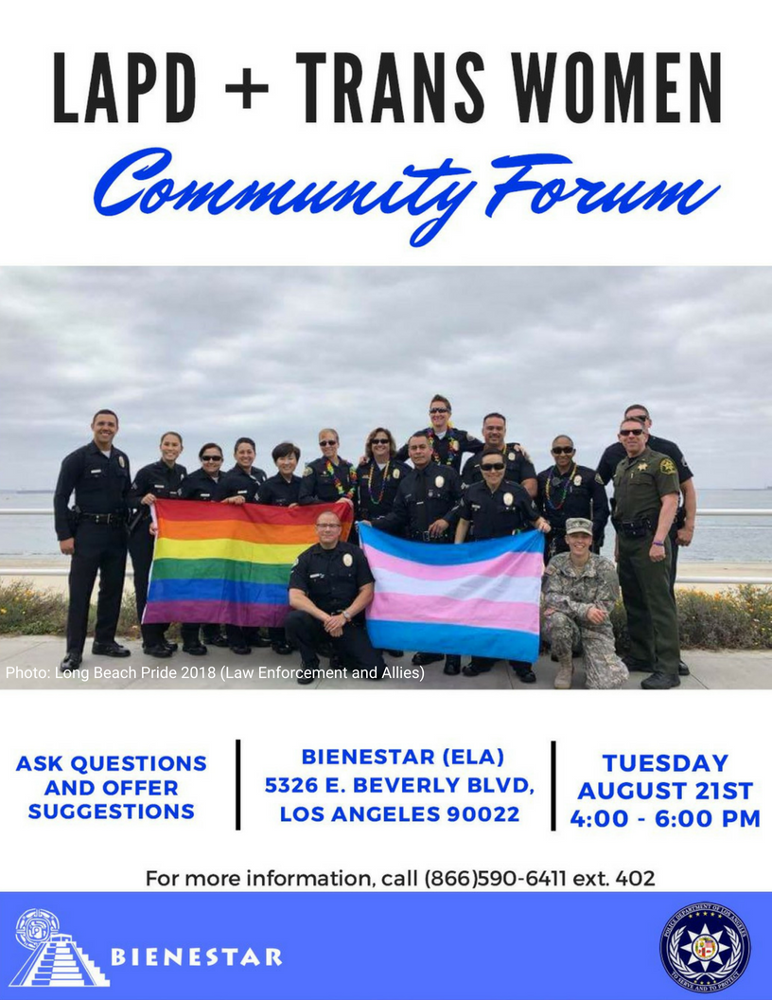 LAPD + TRANS WOMEN
Community Forum
Photo: Long Beach Pride 2018 (Law Enforcement and Allies)
ASK QUESTIONS
AND OFFER
SUGGESTIONS
BIENESTAR (ELA)
5326 E. BEVERLY BLVD,
LOS ANGELES 90022
TUESDAY
AUGUST 21ST
4:00 - 6:00 PM
For more information, call (866)590-6411 ext. 402
BIENESTAR
POLICE DEPARTMENT OF LOS ANGELES
TO SERVE AND TO PROTECT